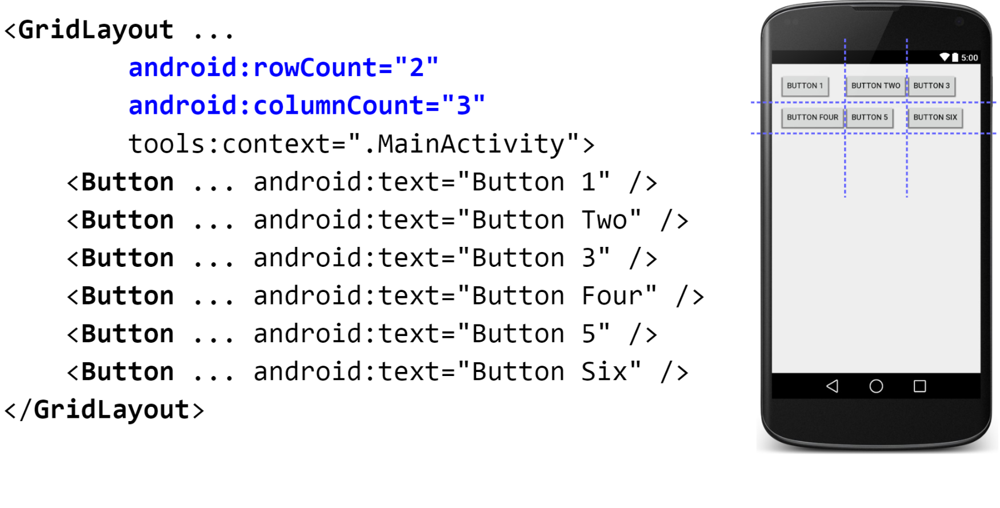 <GridLayout ...
android:rowCount="2"
android:columnCount="3"
tools:context=".MainActivity">
<Button ... android:text="Button 1" />
<Button ... android:text="Button Two" />
<Button ... android:text="Button 3" />
<Button ... android:text="Button Four" />
<Button ... android:text="Button 5" />
<Button ... android:text="Button Six" />
</GridLayout>
5:00
BUTTON 1 BUTTON TWO BUTTON 3
BUTTON FOUR BUTTON 5 BUTTON SIX